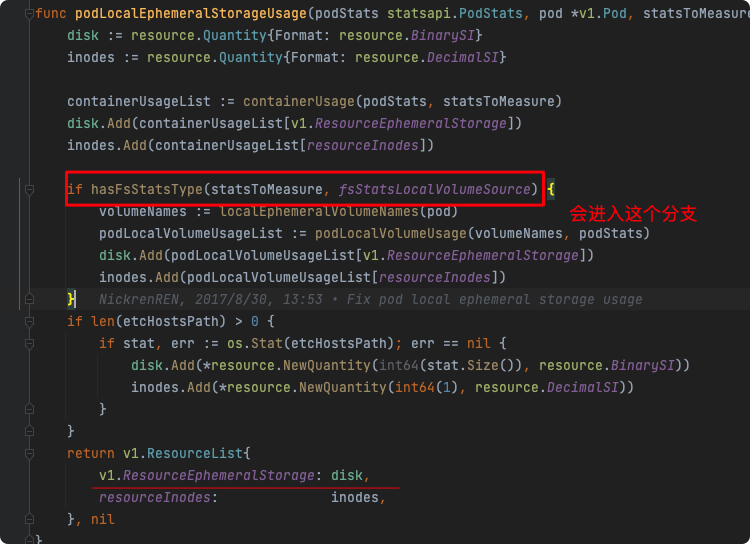 func podLocalEphemeralStorageUsage(podStats statsapi.PodStats, pod *v1.Pod, statsToMeasure
disk := resource.Quantity{Format: resource.BinarySI}
inodes := resource.Quantity{Format: resource.DecimalSI}
containerUsageList := containerUsage(podStats, statsToMeasure)
disk.Add(containerUsageList[v1.ResourceEphemeralStorage])
inodes.Add(containerUsageList[resourceInodes])
if hasFsStatsType(statsToMeasure, fsStatsLocalVolumeSource) {
volumeNames := localEphemeralVolumeNames(pod)
会进入这个分支
podLocalVolumeUsageList := podLocalVolumeUsage(volumeNames, podStats)
disk.Add(podLocalVolumeUsageList[v1.ResourceEphemeralStorage])
inodes.Add(podLocalVolumeUsageList[resourceInodes])
} NickrenREN, 2017/8/30, 13:53 • Fix pod local ephemeral storage usage
if len(etcHostsPath) > 0 {
if stat, err := os.Stat(etcHostsPath); err == nil {
disk.Add(*resource.NewQuantity(int64(stat.Size()), resource.BinarySI))
inodes.Add(*resource.NewQuantity(int64(1), resource.DecimalSI))
}
}
return v1.ResourceList{
v1.ResourceEphemeralStorage: disk,
resourceInodes: inodes,
}, nil
}